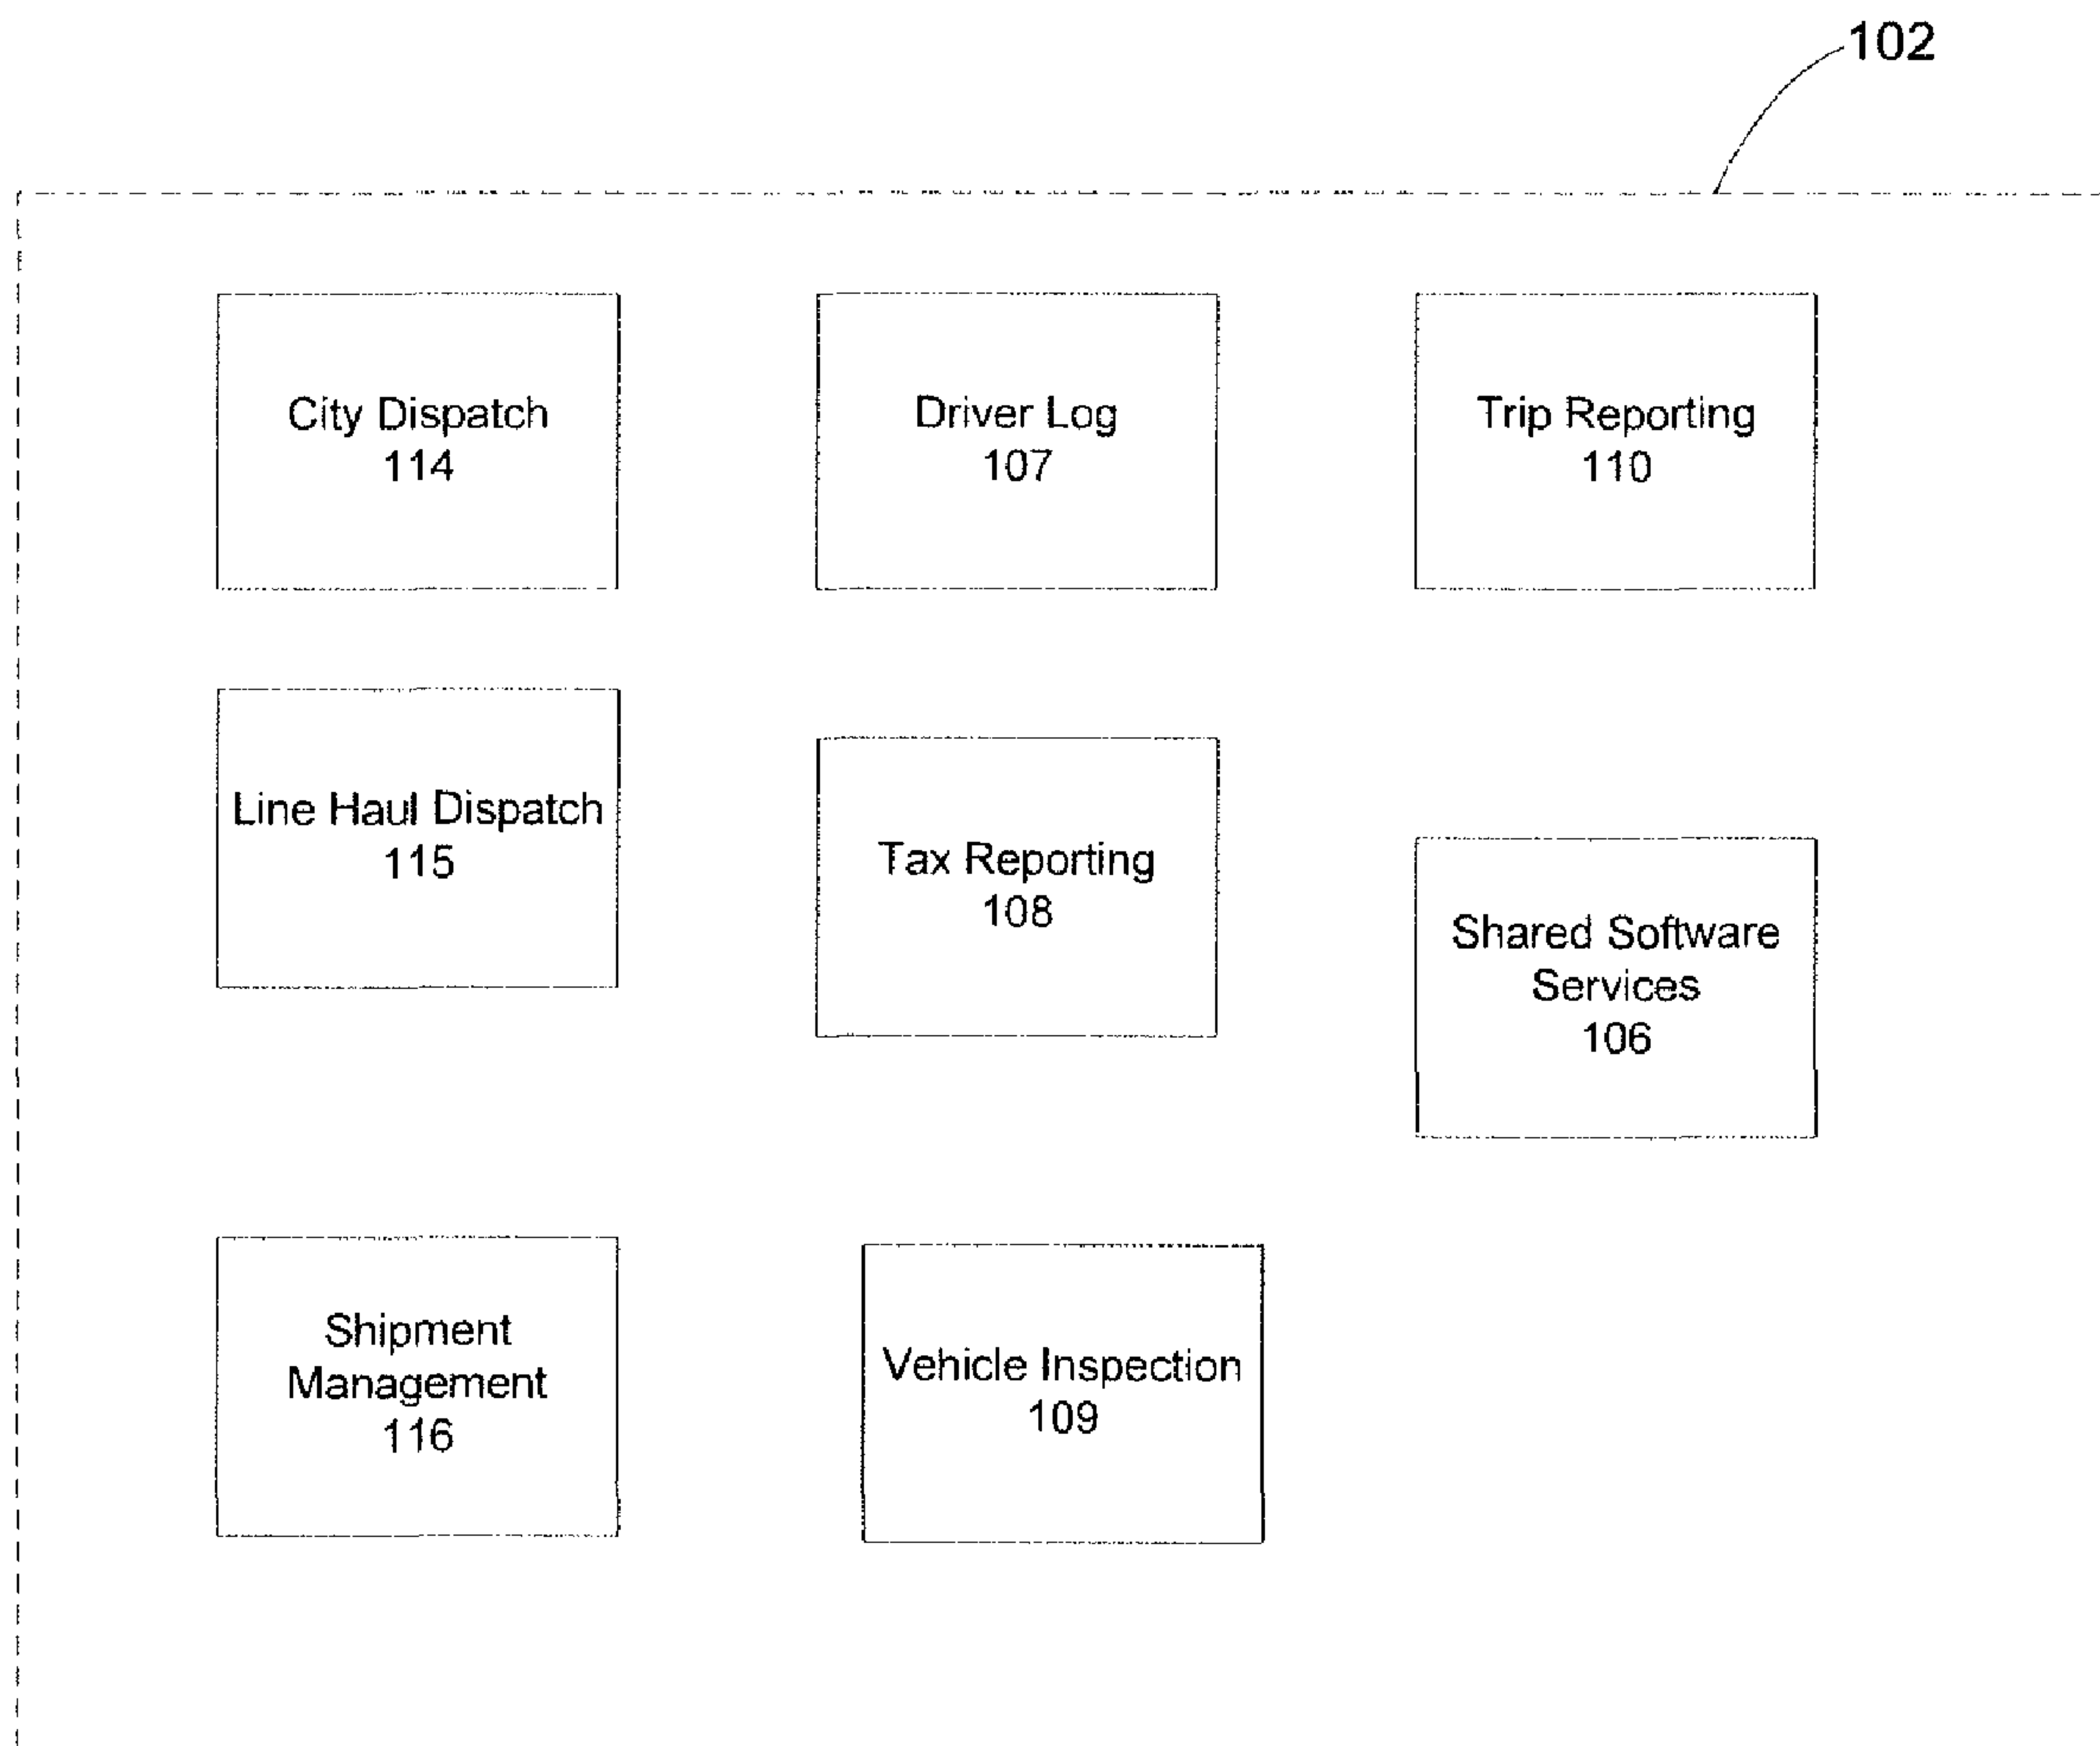 102
City Dispatch
114
Driver Log
107
Trip Reporting
110
Line Haul Dispatch
115
Tax Reporting
108
Shared Software
Services
106
Shipment
Management
116
Vehicle Inspection
109